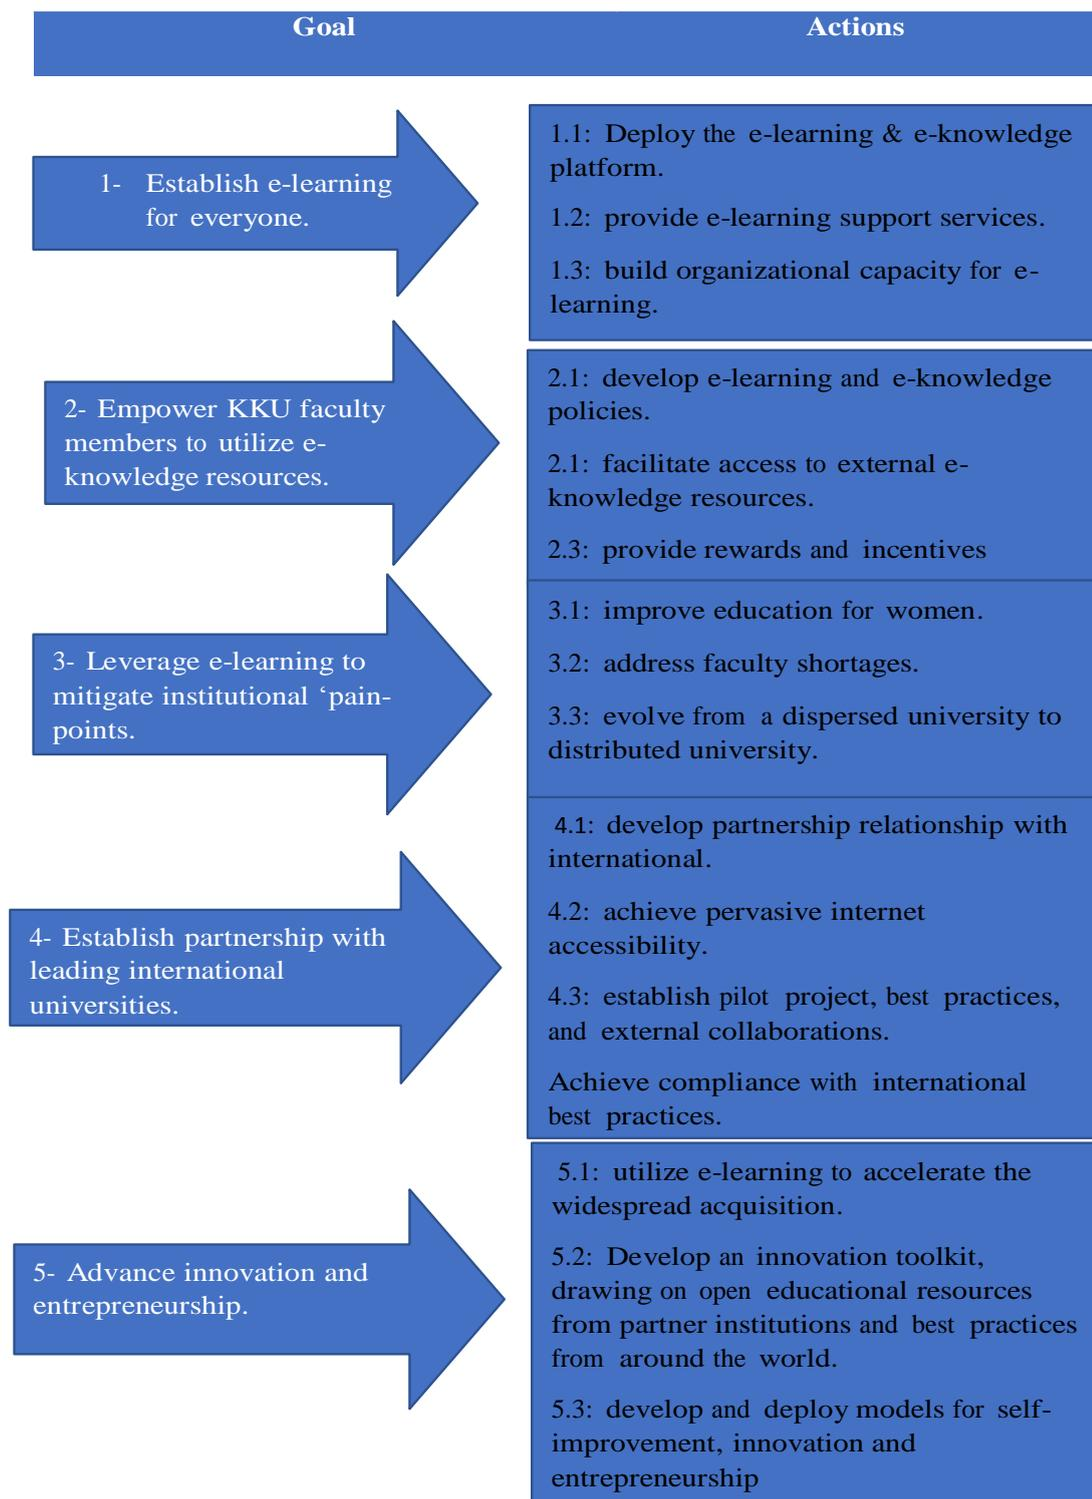 Goal
Actions
1- Establish e-learning
for everyone.
1.1: Deploy the e-learning & e-knowledge
platform.
1.2: provide e-learning support services.
1.3: build organizational capacity for e-
learning.
2- Empower KKU faculty
members to utilize e-
knowledge resources.
2.1: develop e-learning and e-knowledge
policies.
2.1: facilitate access to external e-
knowledge resources.
2.3: provide rewards and incentives
3- Leverage e-learning to
mitigate institutional ‘pain-
points.
3.1: improve education for women.
3.2: address faculty shortages.
3.3: evolve from a dispersed university to
distributed university.
4- Establish partnership with
leading international
universities.
4.1: develop partnership relationship with
international.
4.2: achieve pervasive internet
accessibility.
4.3: establish pilot project, best practices,
and external collaborations.
Achieve compliance with international
best practices.
5- Advance innovation and
entrepreneurship.
5.1: utilize e-learning to accelerate the
widespread acquisition.
5.2: Develop an innovation toolkit,
drawing on open educational resources
from partner institutions and best practices
from around the world.
5.3: develop and deploy models for self-
improvement, innovation and
entrepreneurship